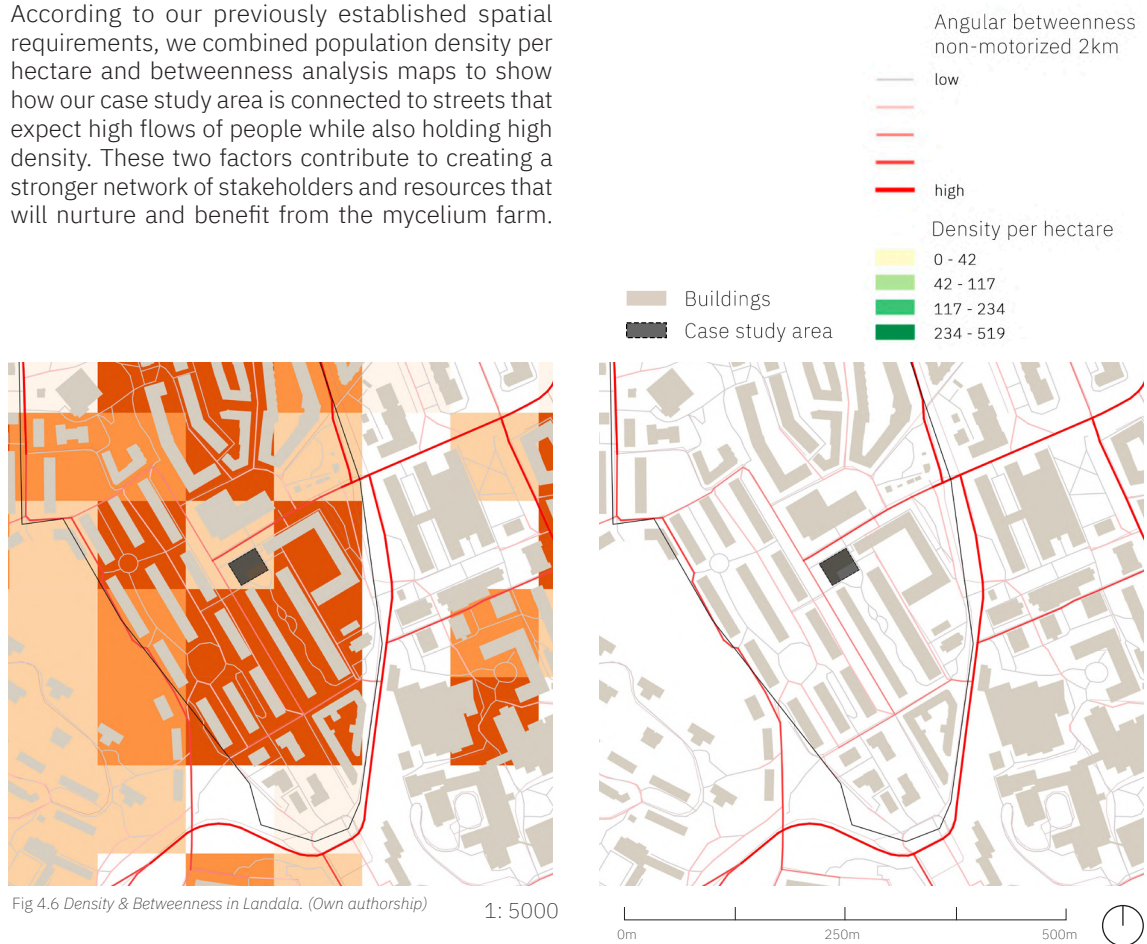 According to our previously established spatial
requirements, we combined population density per
hectare and betweenness analysis maps to show
how our case study area is connected to streets that
expect high flows of people while also holding high
density. These two factors contribute to creating a
stronger network of stakeholders and resources that
will nurture and benefit from the mycelium farm.
Angular betweenness
non-motorized 2km
low
high
Density per hectare
0 - 42
42 - 117
117 - 234
234 - 519
Buildings
Case study area
Fig 4.6 Density & Betweenness in Landala. (Own authorship)
1: 5000
0m 250m 500m